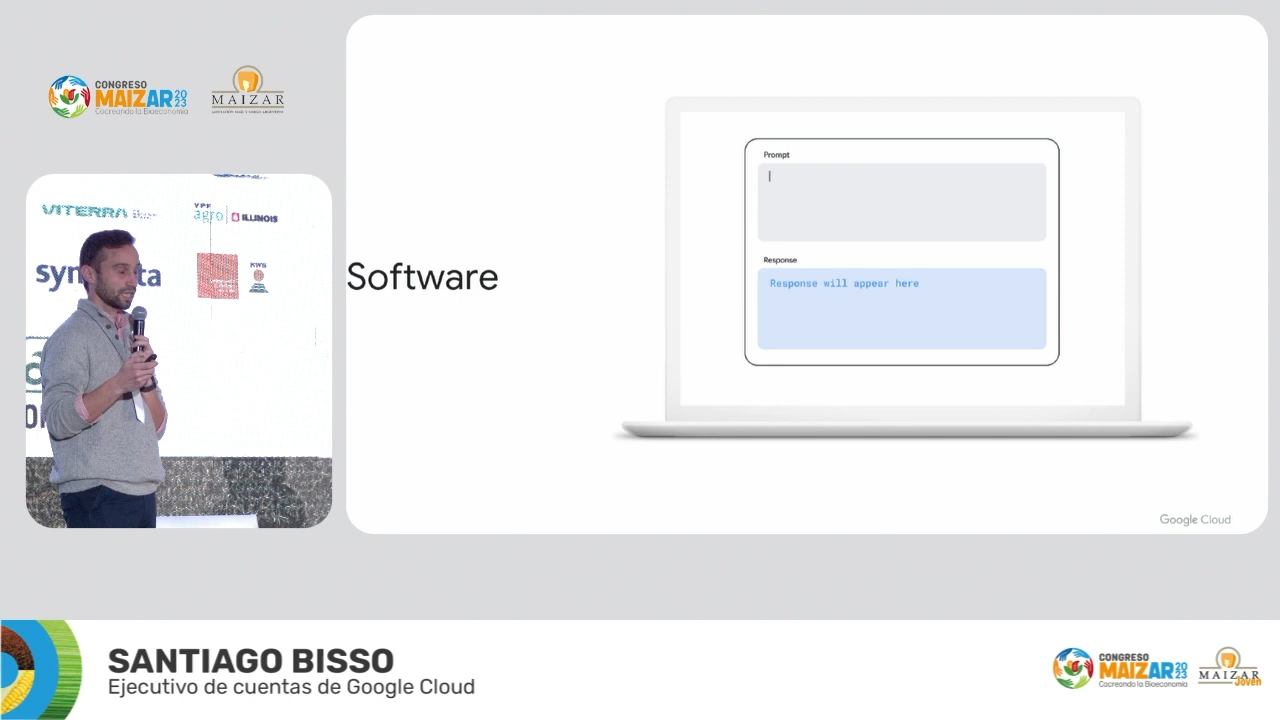 CONGRESO
MAIZAR 2023
Cocreando la Bioeconomía
MAIZAR
VITERRA
YPF
agro
ILLINOIS
KWS
Software
Prompt
Response
Response will appear here
Google Cloud
SANTIAGO BISSO
Ejecutivo de cuentas de Google Cloud
CONGRESO
MAIZAR 2023
Cocreando la Bioeconomía
MAIZAR
Joven